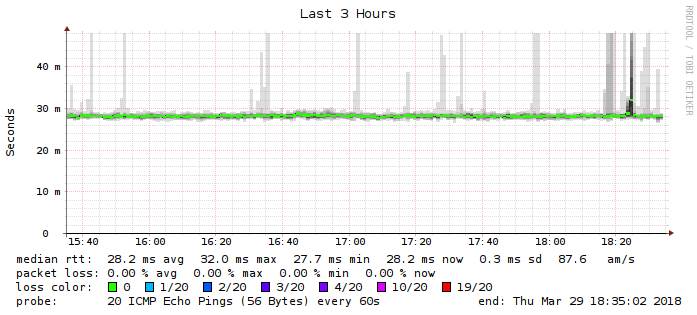 Last 3 Hours
RRDTOOL / TOBI OETIKER
Seconds
40 m
30 m
20 m
10 m
0
15:40 16:00 16:20 16:40 17:00 17:20 17:40 18:00 18:20
median rtt: 28.2 ms avg 32.0 ms max 27.7 ms min 28.2 ms now 0.3 ms sd 87.6 am/s
packet loss: 0.00 % avg 0.00 % max 0.00 % min 0.00 % now
loss color: 0 1/20 2/20 3/20 4/20 10/20 19/20
probe: 20 ICMP Echo Pings (56 Bytes) every 60s end: Thu Mar 29 18:35:02 2018